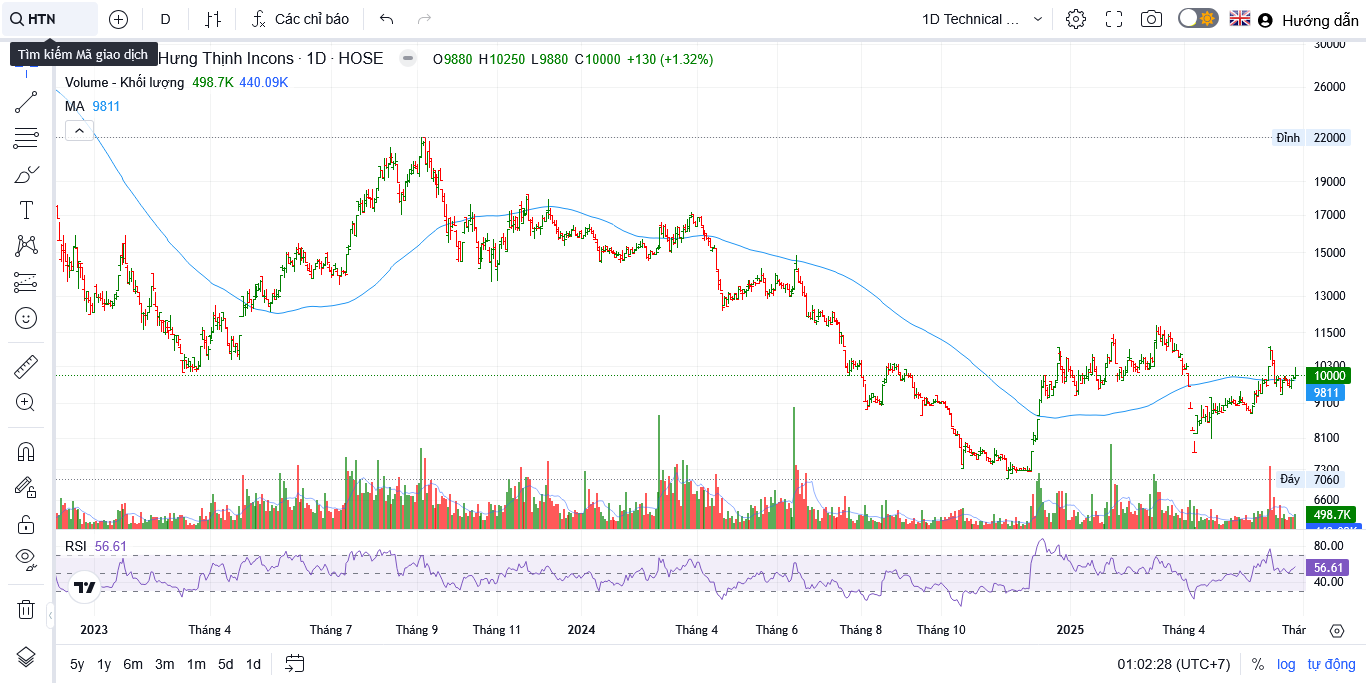 HTN
D
Các chỉ báo
1D Technical ...
Hướng dẫn
Tìm kiếm Mã giao dịch
Hưng Thịnh Incons · 1D · HOSE
O9880 H10250 L9880 C10000 +130 (+1.32%)
Volume - Khối lượng 498.7K 440.09K
MA 9811
30000
26000
Đỉnh 22000
19000
17000
15000
13000
11500
10300
10000
9811
9100
8100
7300
Đáy 7060
6600
498.7K
RSI 56.61
80.00
56.61
40.00
2023 Tháng 4 Tháng 7 Tháng 9 Tháng 11 2024 Tháng 4 Tháng 6 Tháng 8 Tháng 10 2025 Tháng 4 Thár
5y 1y 6m 3m 1m 5d 1d
01:02:28 (UTC+7) % log tự động